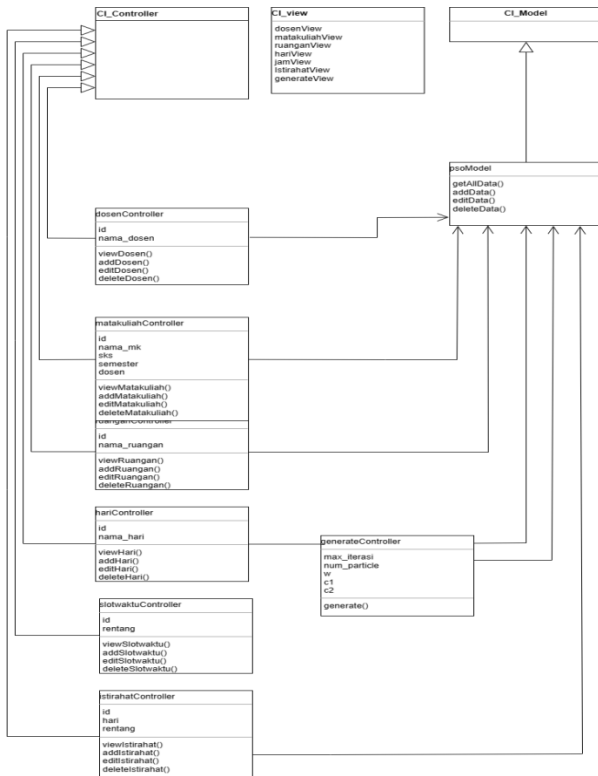 CI_Controller
CI_view
dosenView
matakuliahView
ruanganView
hariView
jamView
IstirahatView
generateView
CI_Model
psoModel
getAllData()
addData()
editData()
deleteData()
dosenController
id
nama_dosen
viewDosen()
addDosen()
editDosen()
deleteDosen()
matakuliahController
id
nama_mk
sks
semester
dosen
viewMatakuliah()
addMatakuliah()
editMatakuliah()
deleteMatakuliah()
ruanganController
id
nama_ruangan
viewRuangan()
addRuangan()
editRuangan()
deleteRuangan()
hariController
id
nama_hari
viewHari()
addHari()
editHari()
deleteHari()
generateController
max_iterasi
num_particle
w
c1
c2
generate()
slotwaktuController
id
rentang
viewSlotwaktu()
addSlotwaktu()
editSlotwaktu()
deleteSlotwaktu()
istirahatController
id
hari
rentang
viewIstirahat()
addIstirahat()
editIstirahat()
deleteIstirahat()